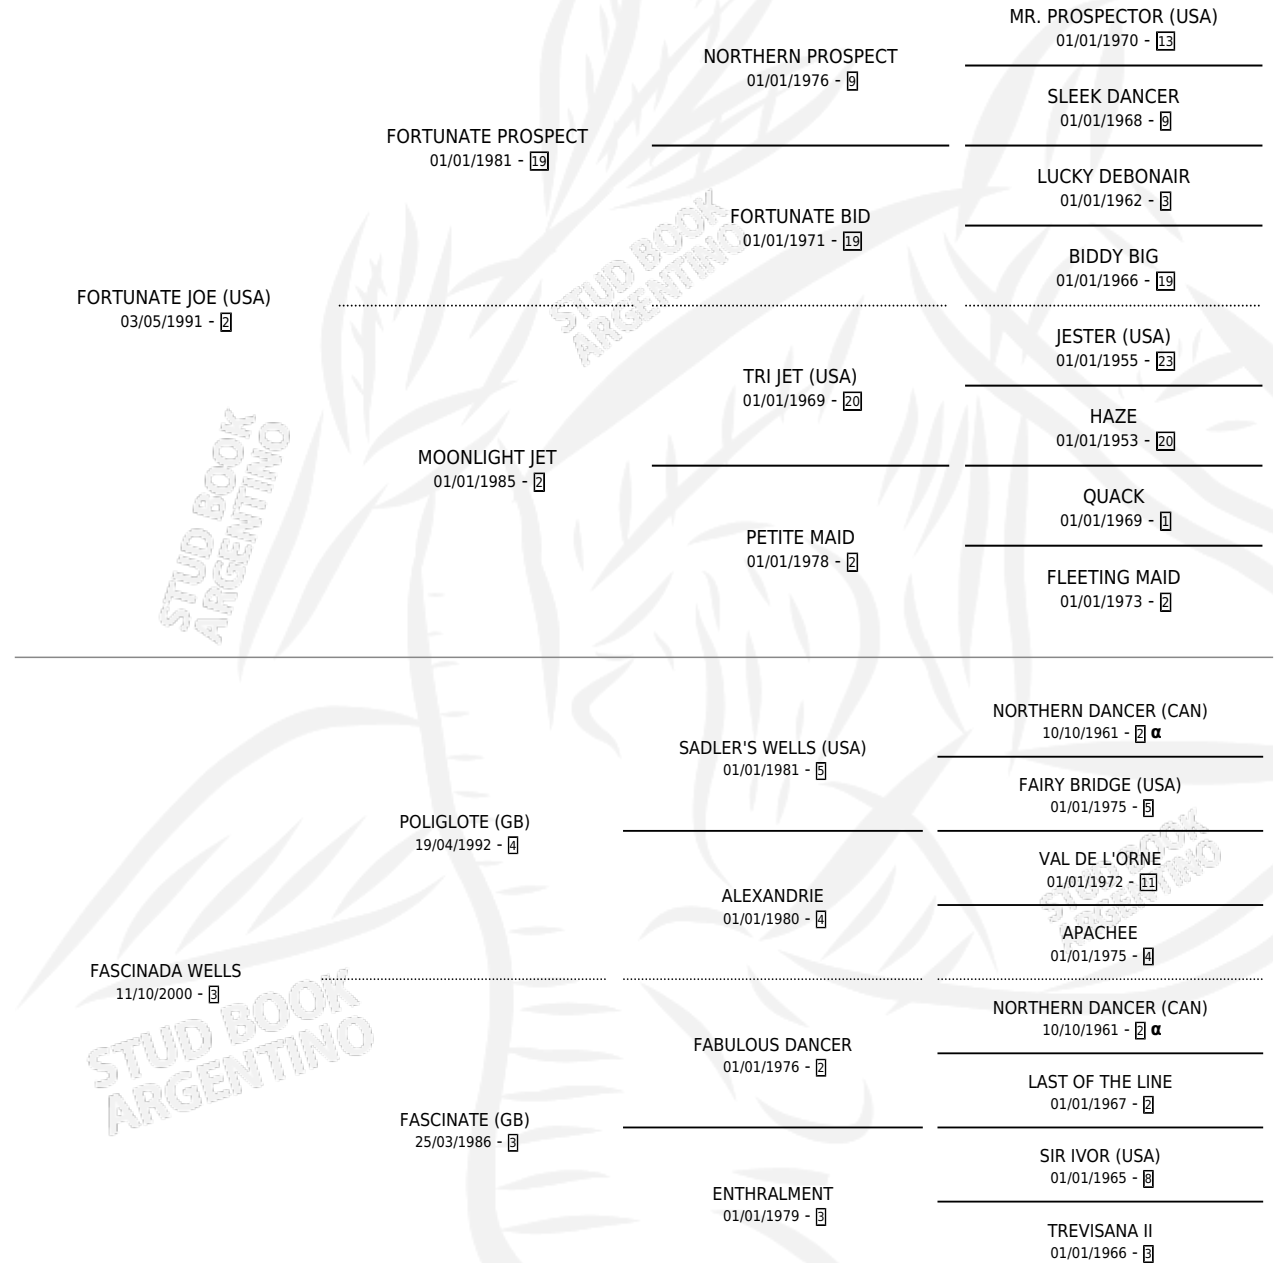 MR. PROSPECTOR (USA)
01/01/1970 - 13
NORTHERN PROSPECT
01/01/1976 - 9
SLEEK DANCER
01/01/1968 - 9
FORTUNATE PROSPECT
01/01/1981 - 19
LUCKY DEBONAIR
01/01/1962 - 3
FORTUNATE BID
01/01/1971 - 19
BIDDY BIG
01/01/1966 - 19
FORTUNATE JOE (USA)
03/05/1991 - 2
JESTER (USA)
01/01/1955 - 23
TRI JET (USA)
01/01/1969 - 20
HAZE
01/01/1953 - 20
MOONLIGHT JET
01/01/1985 - 2
QUACK
01/01/1969 - 1
PETITE MAID
01/01/1978 - 2
FLEETING MAID
01/01/1973 - 2
NORTHERN DANCER (CAN)
10/10/1961 - 2 α
SADLER'S WELLS (USA)
01/01/1981 - 5
FAIRY BRIDGE (USA)
01/01/1975 - 5
POLIGLOTE (GB)
19/04/1992 - 4
VAL DE L'ORNE
01/01/1972 - 11
ALEXANDRIE
01/01/1980 - 4
APACHEE
01/01/1975 - 4
FASCINADA WELLS
11/10/2000 - 3
NORTHERN DANCER (CAN)
10/10/1961 - 2 α
FABULOUS DANCER
01/01/1976 - 2
LAST OF THE LINE
01/01/1967 - 2
FASCINATE (GB)
25/03/1986 - 3
SIR IVOR (USA)
01/01/1965 - 8
ENTHRALMENT
01/01/1979 - 3
TREVISANA II
01/01/1966 - 3
STUD BOOK
ARGENTINO
STUD BOOK
ARGENTINO
STUD BOOK
ARGENTINO
STUD BOOK
ARGENTINO